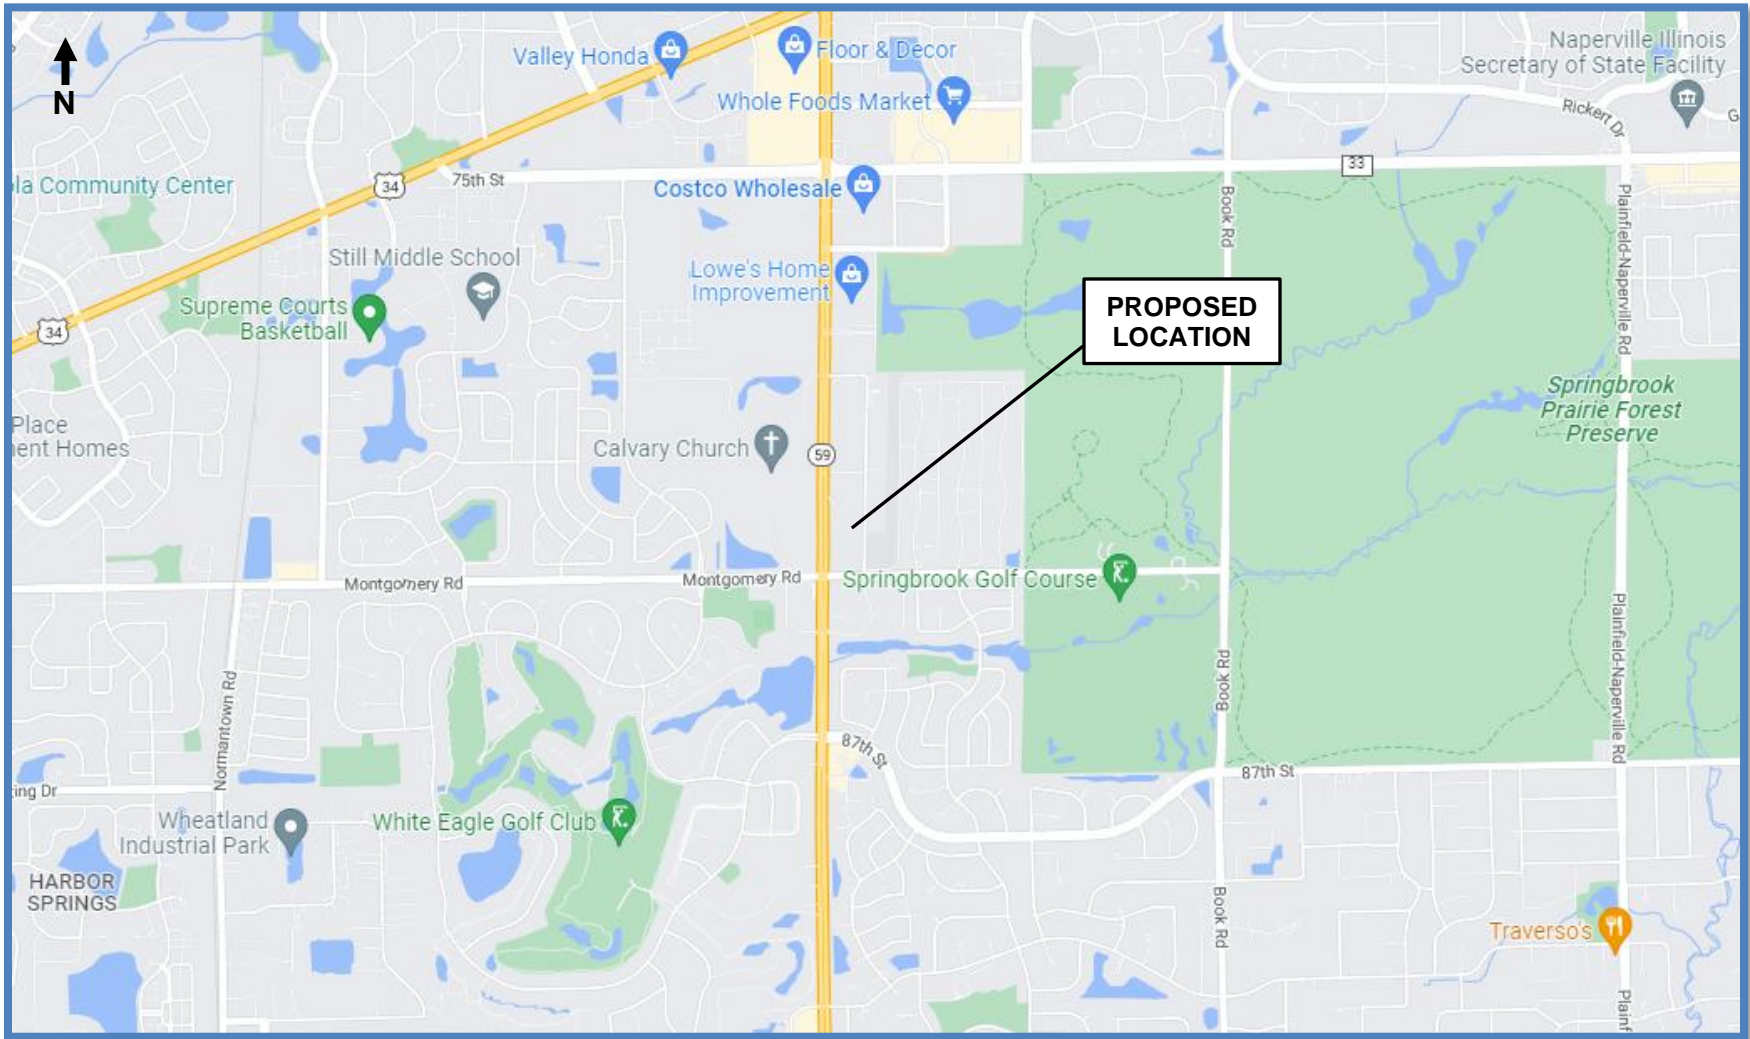 N
Valley Honda
Floor & Decor
Whole Foods Market
Naperville Illinois
Secretary of State Facility
Rickert Dr
G
33
34
75th St
la Community Center
Costco Wholesale
Book Rd
Plainfield-Naperville Rd
Still Middle School
Lowe's Home
Improvement
Supreme Courts
Basketball
34
PROPOSED
LOCATION
Springbrook
Prairie Forest
Preserve
Place
ent Homes
Calvary Church
59
Montgomery Rd
Montgomery Rd
Springbrook Golf Course
Plainfield-Naperville Rd
Book Rd
Normantown Rd
87th St
87th St
ing Dr
Wheatland
Industrial Park
White Eagle Golf Club
HARBOR
SPRINGS
Book Rd
Traverso's
Plainf